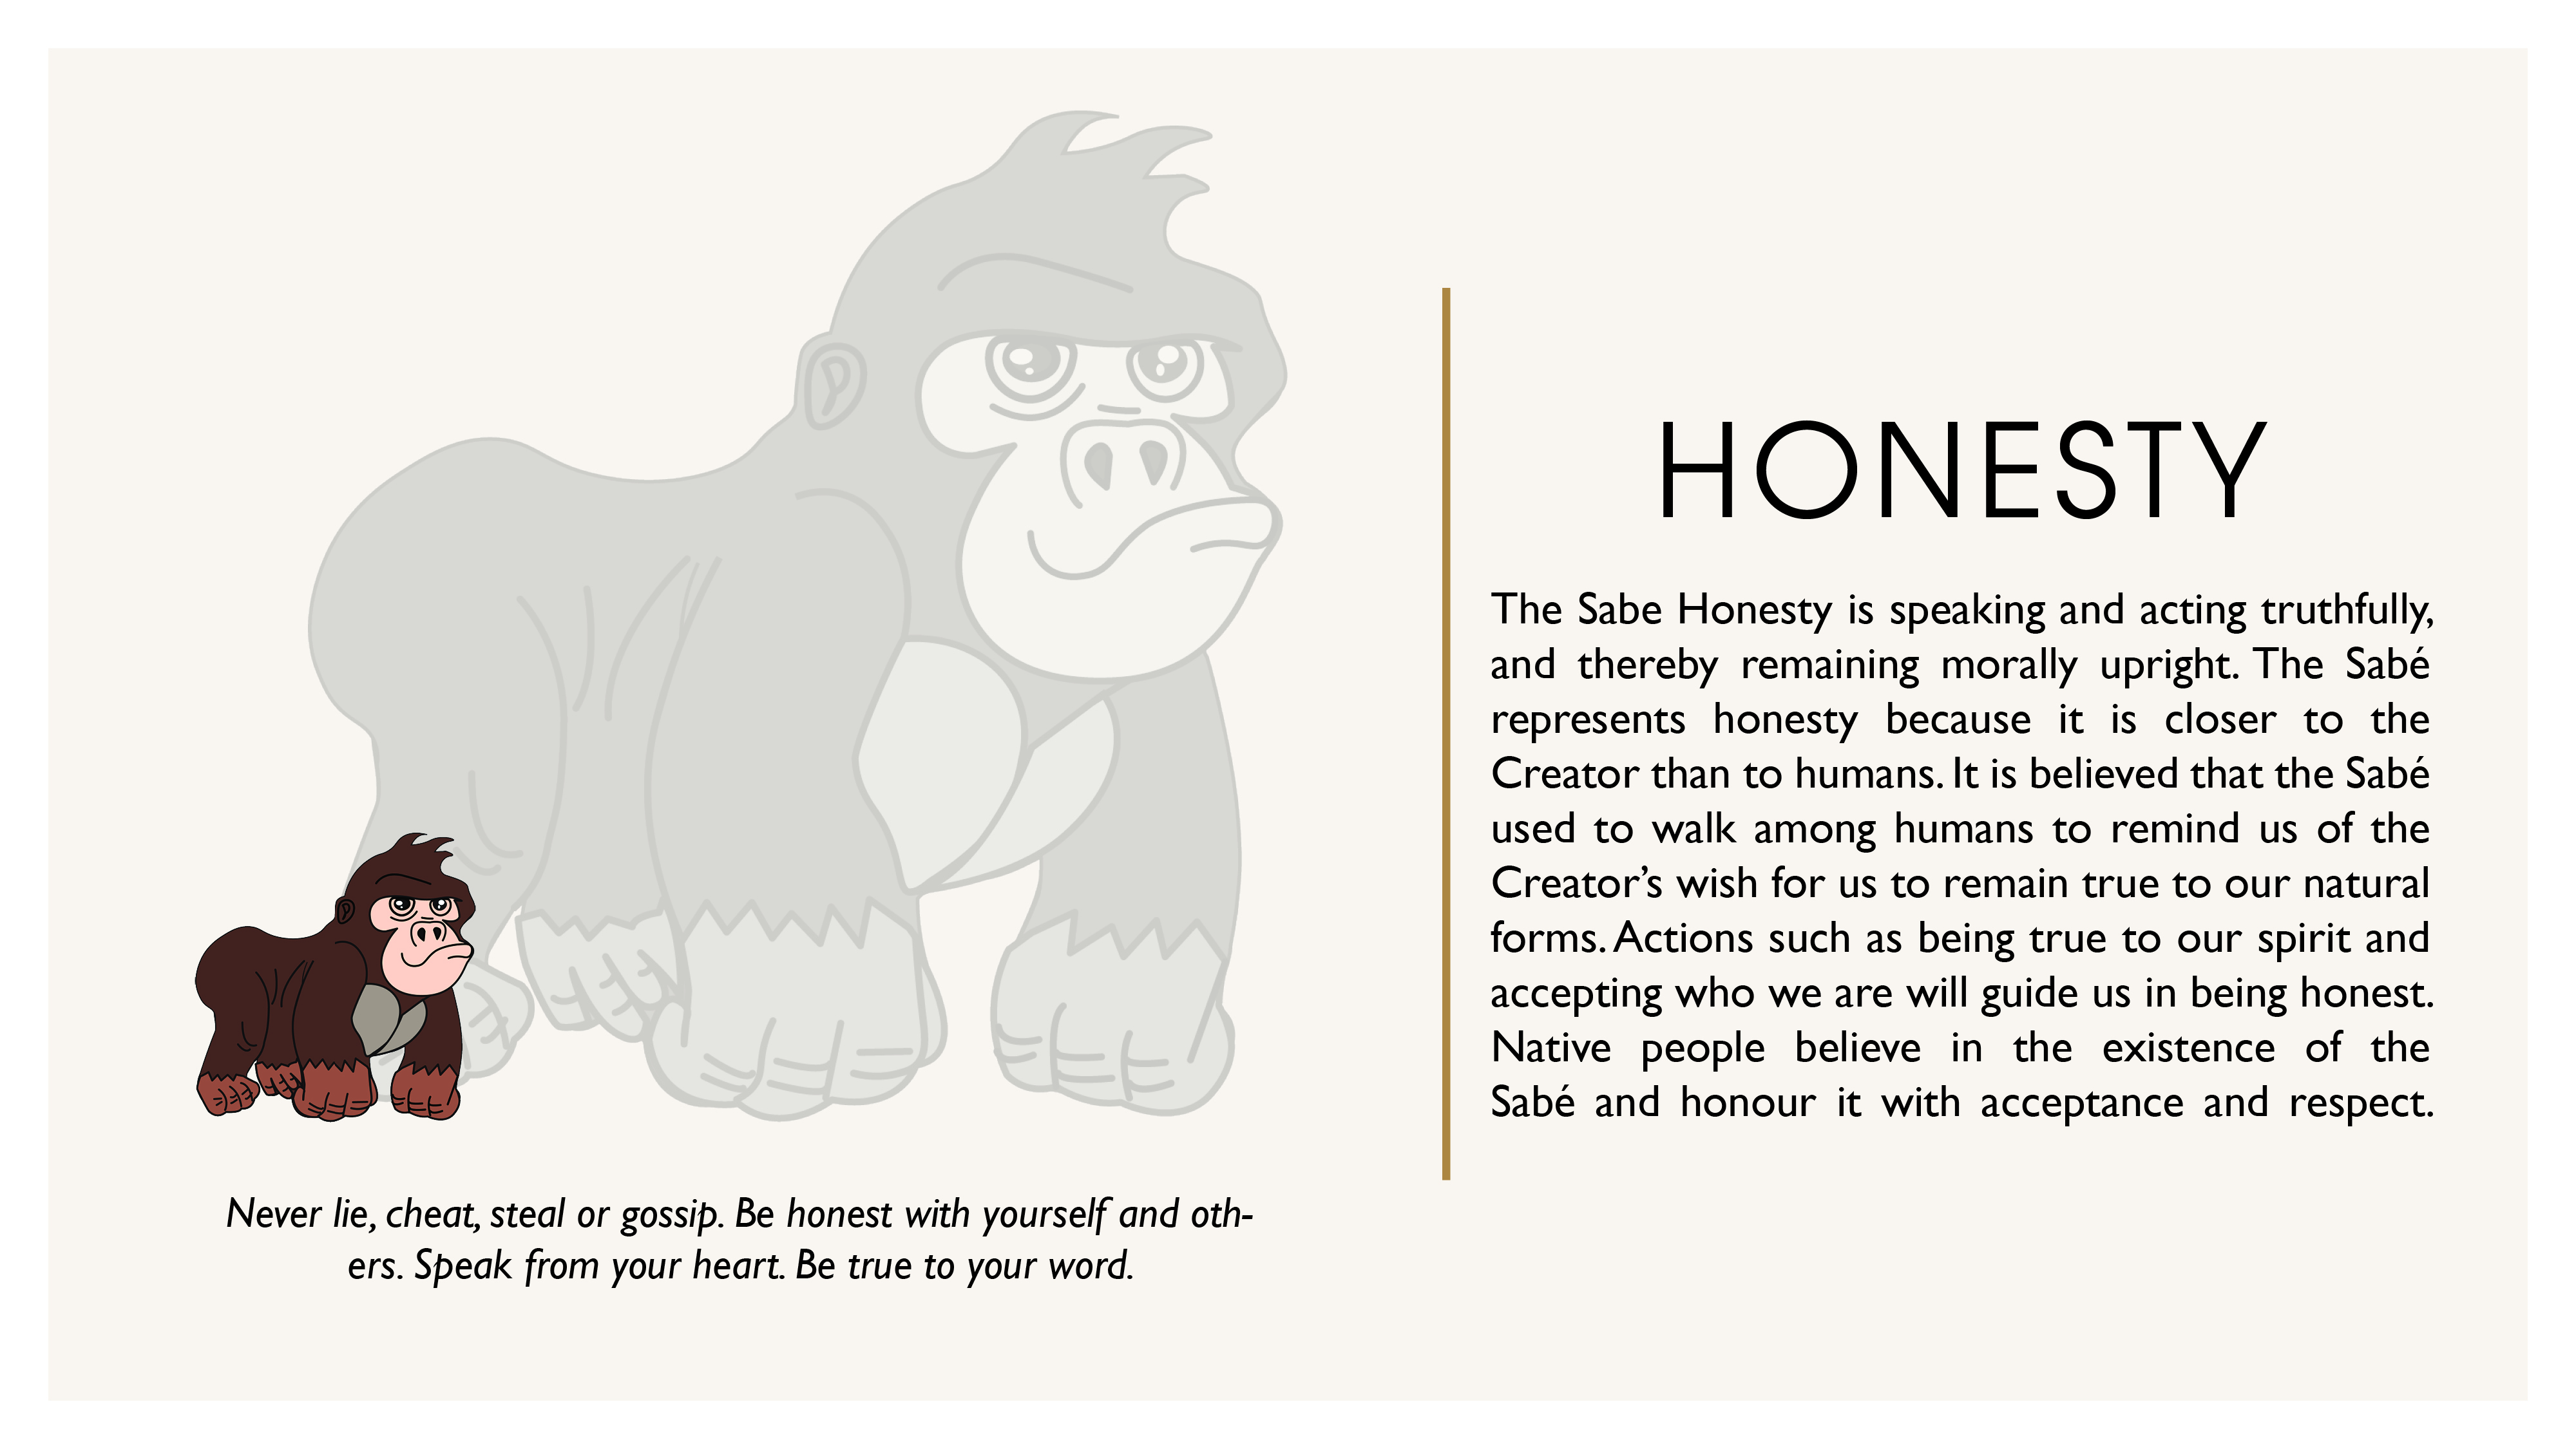 HONESTY
The Sabe Honesty is speaking and acting truthfully,
and thereby remaining morally upright. The Sabé
represents honesty because it is closer to the
Creator than to humans. It is believed that the Sabé
used to walk among humans to remind us of the
Creator’s wish for us to remain true to our natural
forms. Actions such as being true to our spirit and
accepting who we are will guide us in being honest.
Native people believe in the existence of the
Sabé and honour it with acceptance and respect.
Never lie, cheat, steal or gossip. Be honest with yourself and oth-
ers. Speak from your heart. Be true to your word.